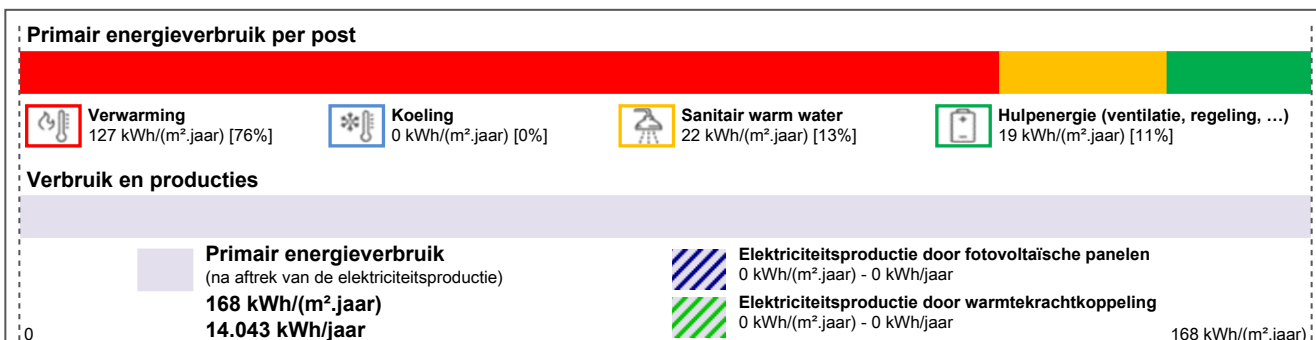 Primair energieverbruik per post
Verwarming
127 kWh/(m².jaar) [76%]
Koeling
0 kWh/(m².jaar) [0%]
Sanitair warm water
22 kWh/(m².jaar) [13%]
Hulpenergie (ventilatie, regeling, …)
19 kWh/(m².jaar) [11%]
Verbruik en producties
Primair energieverbruik
(na aftrek van de elektriciteitsproductie)
168 kWh/(m².jaar)
14.043 kWh/jaar
Elektriciteitsproductie door fotovoltaïsche panelen
0 kWh/(m².jaar) - 0 kWh/jaar
Elektriciteitsproductie door warmtekrachtkoppeling
0 kWh/(m².jaar) - 0 kWh/jaar
0
168 kWh/(m².jaar)